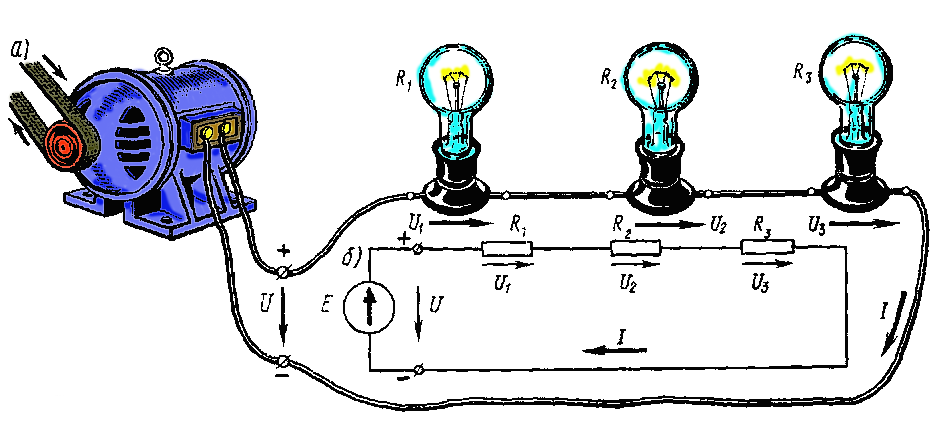 а)
R₁
R₂
R₃
U₁
U₂
U₃
+
U
−
I
б)
+
R₁
R₂
R₃
U₁
U₂
U₃
E
U
I
−